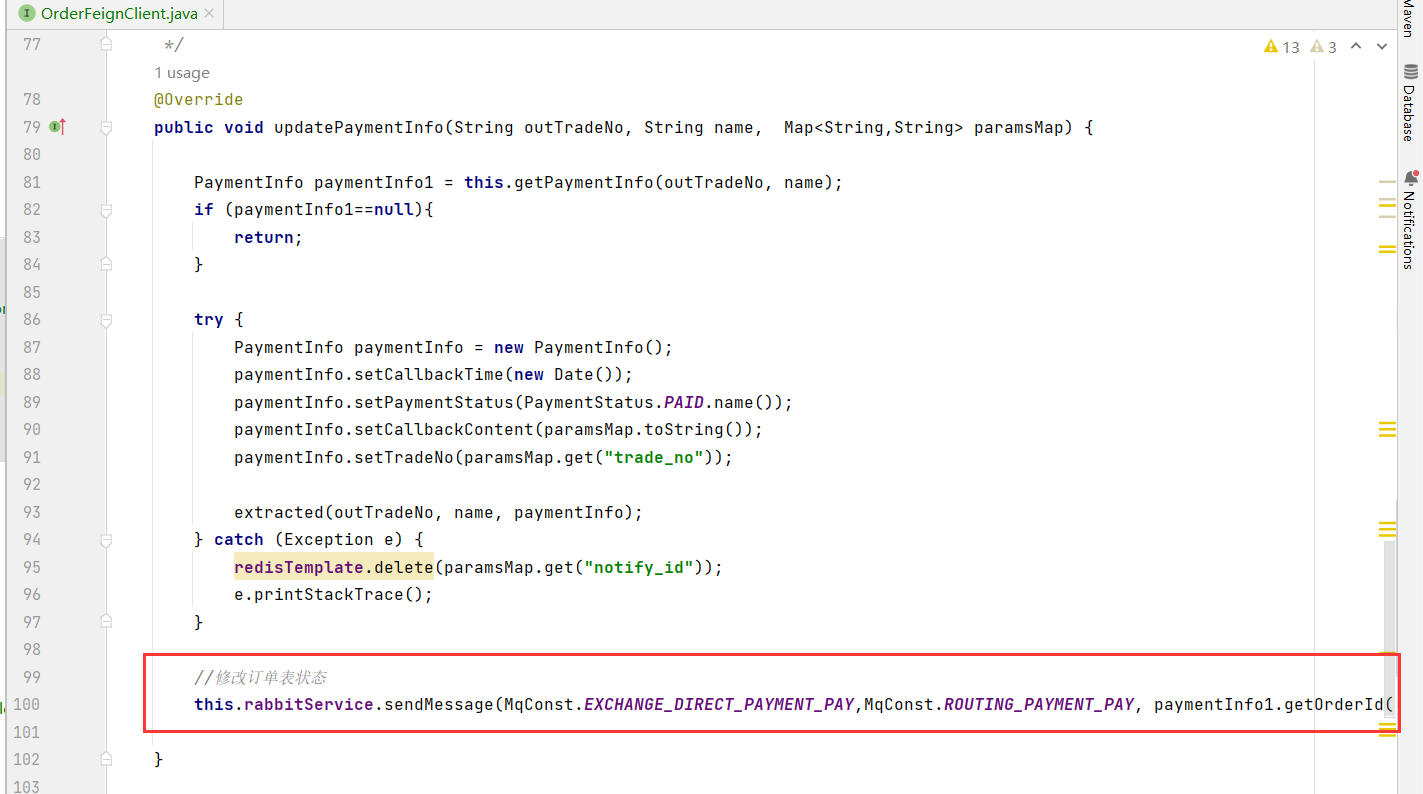 OrderFeignClient.java
13 3
77 */
1 usage
78 @Override
79 public void updatePaymentInfo(String outTradeNo, String name,  Map<String,String> paramsMap) {
80
81 PaymentInfo paymentInfo1 = this.getPaymentInfo(outTradeNo, name);
82 if (paymentInfo1==null){
83 return;
84 }
85
86 try {
87 PaymentInfo paymentInfo = new PaymentInfo();
88 paymentInfo.setCallbackTime(new Date());
89 paymentInfo.setPaymentStatus(PaymentStatus.PAID.name());
90 paymentInfo.setCallbackContent(paramsMap.toString());
91 paymentInfo.setTradeNo(paramsMap.get("trade_no"));
92
93 extracted(outTradeNo, name, paymentInfo);
94 } catch (Exception e) {
95 redisTemplate.delete(paramsMap.get("notify_id"));
96 e.printStackTrace();
97 }
98
99 //修改订单表状态
100 this.rabbitService.sendMessage(MqConst.EXCHANGE_DIRECT_PAYMENT_PAY,MqConst.ROUTING_PAYMENT_PAY, paymentInfo1.getOrderId(
101
102 }
103
Maven
Database
Notifications